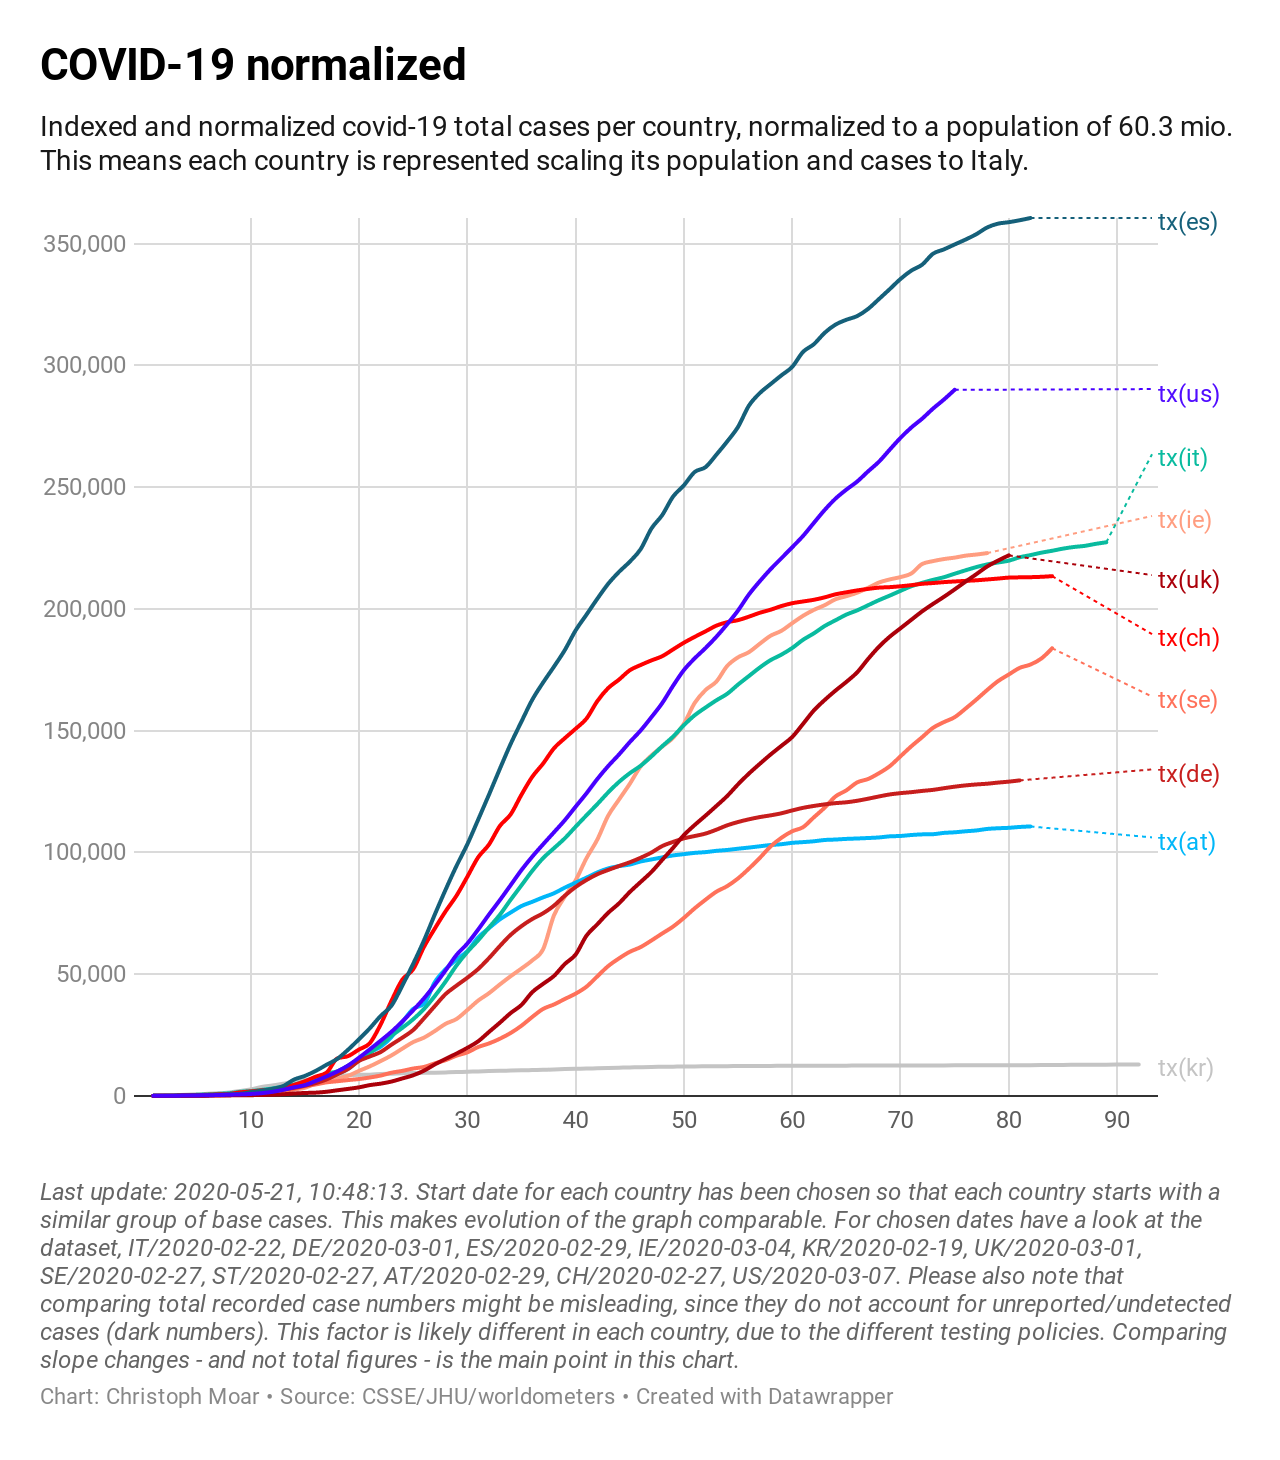 COVID-19 normalized
Indexed and normalized covid-19 total cases per country, normalized to a population of 60.3 mio.
This means each country is represented scaling its population and cases to Italy.
350,000
300,000
250,000
200,000
150,000
100,000
50,000
0
tx(es)
tx(us)
tx(it)
tx(ie)
tx(uk)
tx(ch)
tx(se)
tx(de)
tx(at)
tx(kr)
10 20 30 40 50 60 70 80 90
Last update: 2020-05-21, 10:48:13. Start date for each country has been chosen so that each country starts with a
similar group of base cases. This makes evolution of the graph comparable. For chosen dates have a look at the
dataset, IT/2020-02-22, DE/2020-03-01, ES/2020-02-29, IE/2020-03-04, KR/2020-02-19, UK/2020-03-01,
SE/2020-02-27, ST/2020-02-27, AT/2020-02-29, CH/2020-02-27, US/2020-03-07. Please also note that
comparing total recorded case numbers might be misleading, since they do not account for unreported/undetected
cases (dark numbers). This factor is likely different in each country, due to the different testing policies. Comparing
slope changes - and not total figures - is the main point in this chart.
Chart: Christoph Moar • Source: CSSE/JHU/worldometers • Created with Datawrapper